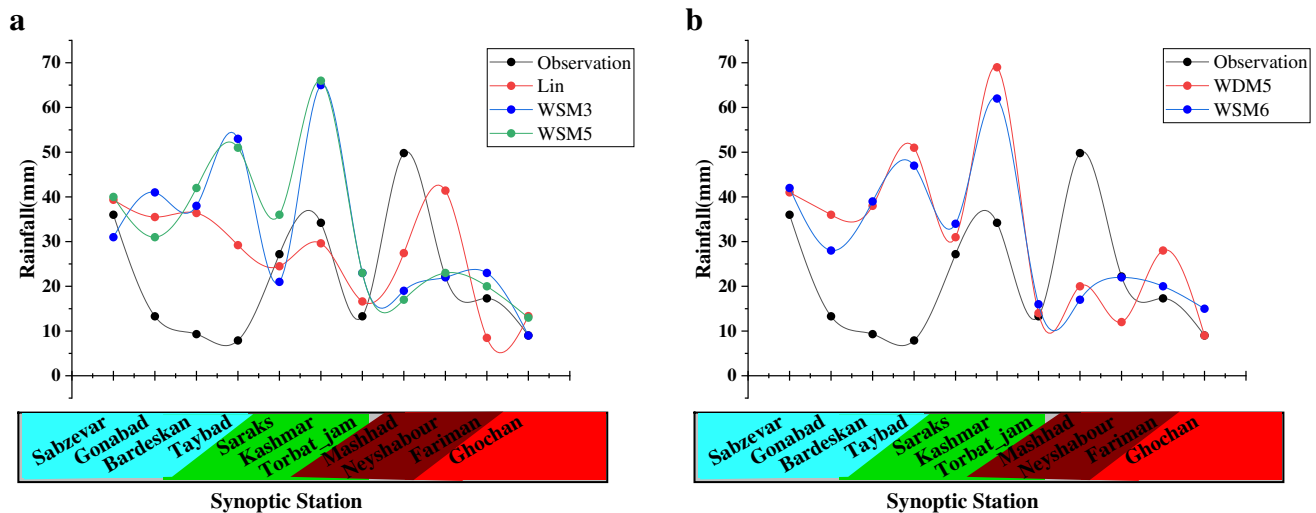 a
Rainfall(mm)
70
60
50
40
30
20
10
0
Observation
Lin
WSM3
WSM5
Sabzevar
Gonabad
Bardeskan
Taybad
Saraks
Kashmar
Torbat_jam
Mashhad
Neyshabour
Fariman
Ghochan
Synoptic Station
b
Rainfall(mm)
70
60
50
40
30
20
10
0
Observation
WDM5
WSM6
Sabzevar
Gonabad
Bardeskan
Taybad
Saraks
Kashmar
Torbat_jam
Mashhad
Neyshabour
Fariman
Ghochan
Synoptic Station